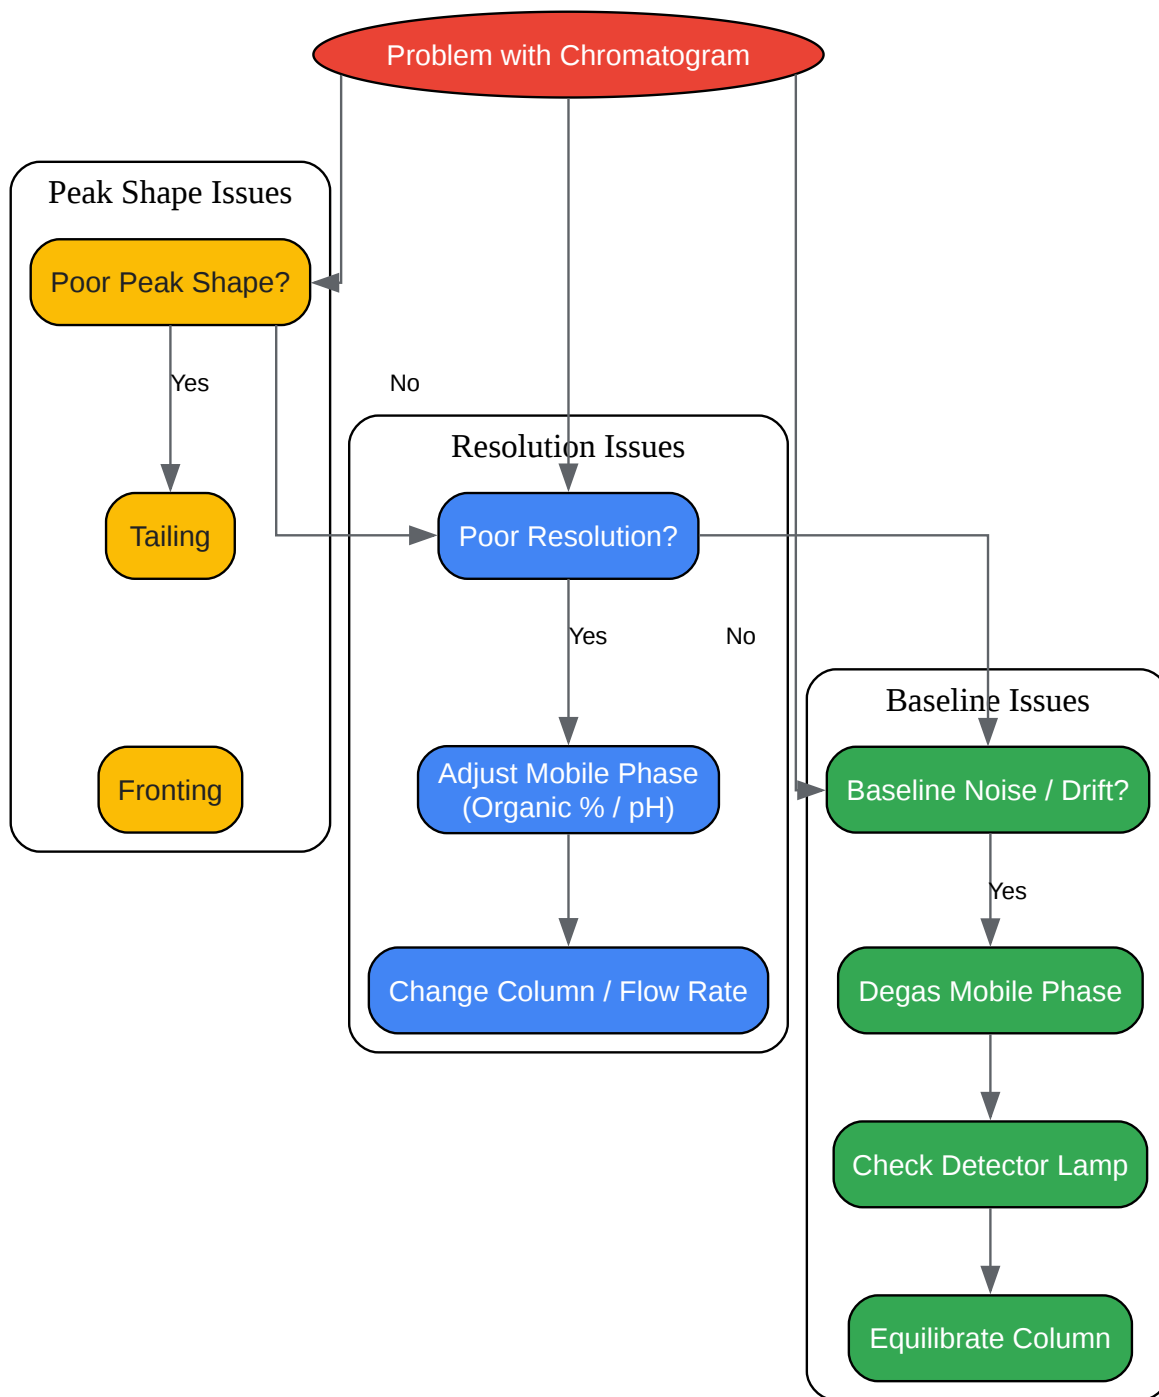 Problem with Chromatogram
Peak Shape Issues
Poor Peak Shape?
Yes
No
Tailing
Fronting
Resolution Issues
Poor Resolution?
Yes
No
Adjust Mobile Phase
(Organic % / pH)
Change Column / Flow Rate
Baseline Issues
Baseline Noise / Drift?
Yes
Degas Mobile Phase
Check Detector Lamp
Equilibrate Column